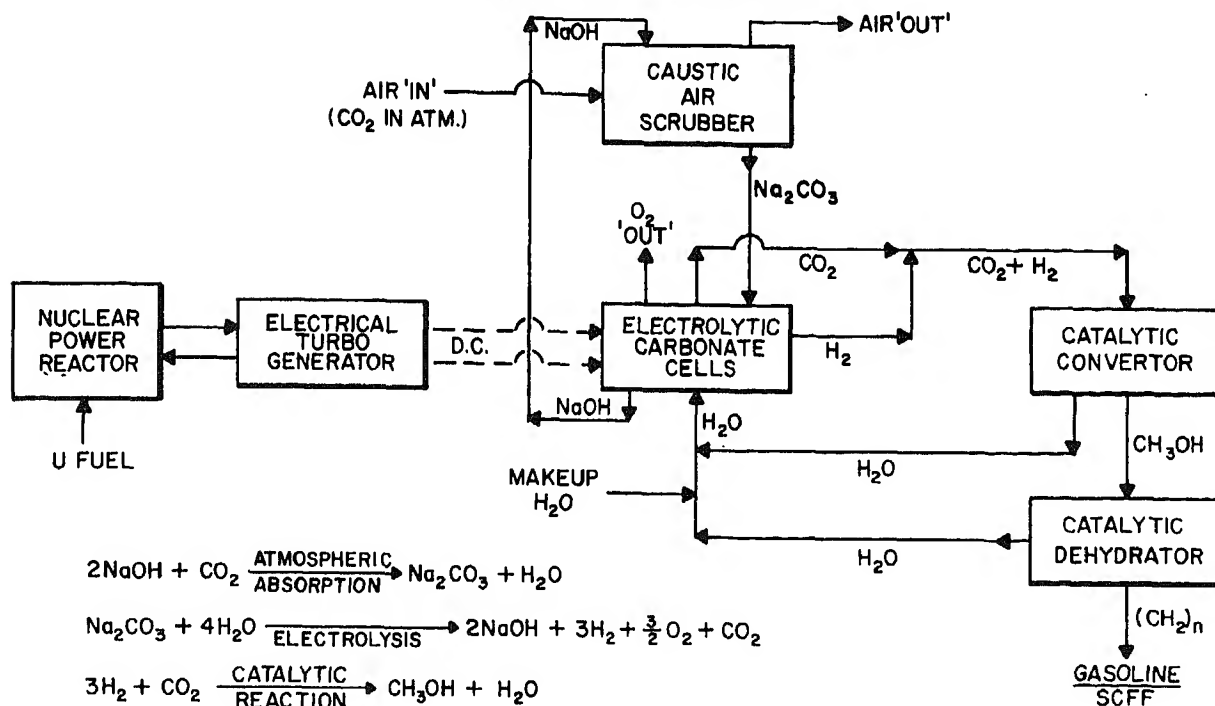 NaOH
AIR 'OUT'
CAUSTIC
AIR
SCRUBBER
AIR 'IN'
(CO₂ IN ATM.)
Na₂CO₃
O₂
'OUT'
CO₂
CO₂ + H₂
NUCLEAR
POWER
REACTOR
ELECTRICAL
TURBO
GENERATOR
D.C.
ELECTROLYTIC
CARBONATE
CELLS
H₂
CATALYTIC
CONVERTOR
NaOH
H₂O
U FUEL
H₂O
CH₃OH
MAKEUP
H₂O
CATALYTIC
DEHYDRATOR
H₂O
(CH₂)n
GASOLINE
SCFF
2NaOH + CO₂ ATMOSPHERIC ABSORPTION → Na₂CO₃ + H₂O
Na₂CO₃ + 4H₂O ELECTROLYSIS → 2NaOH + 3H₂ + 3/2 O₂ + CO₂
3H₂ + CO₂ CATALYTIC REACTION → CH₃OH + H₂O